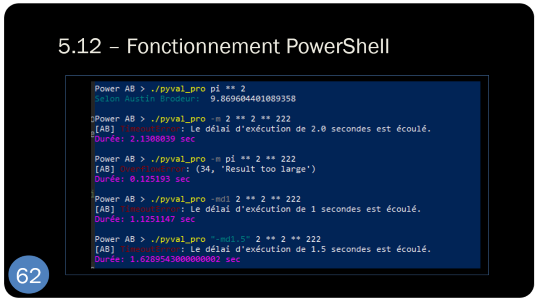 5.12 – Fonctionnement PowerShell
Power AB > ./pyval_pro pi ** 2
Selon Austin Brodeur: 9.869604401089358
Power AB > ./pyval_pro -m 2 ** 2 ** 222
[AB] TimeoutError: Le délai d'exécution de 2.0 secondes est écoulé.
Durée: 2.1308039 sec
Power AB > ./pyval_pro -m pi ** 2 ** 222
[AB] OverflowError: (34, 'Result too large')
Durée: 0.125193 sec
Power AB > ./pyval_pro -md1 2 ** 2 ** 222
[AB] TimeoutError: Le délai d'exécution de 1 secondes est écoulé.
Durée: 1.1251147 sec
Power AB > ./pyval_pro "-md1.5" 2 ** 2 ** 222
[AB] TimeoutError: Le délai d'exécution de 1.5 secondes est écoulé.
Durée: 1.6289543000000002 sec
62